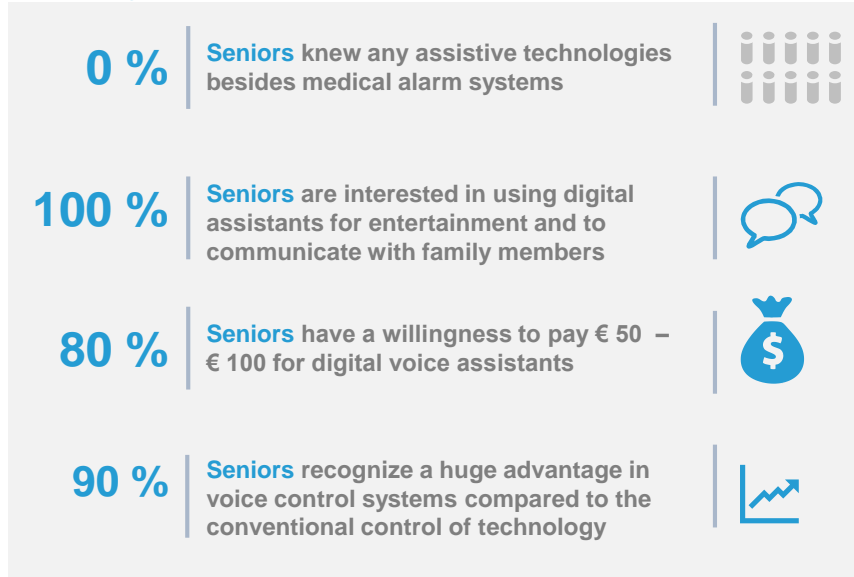 0 %
Seniors knew any assistive technologies
besides medical alarm systems
100 %
Seniors are interested in using digital
assistants for entertainment and to
communicate with family members
80 %
Seniors have a willingness to pay € 50 –
€ 100 for digital voice assistants
$
90 %
Seniors recognize a huge advantage in
voice control systems compared to the
conventional control of technology